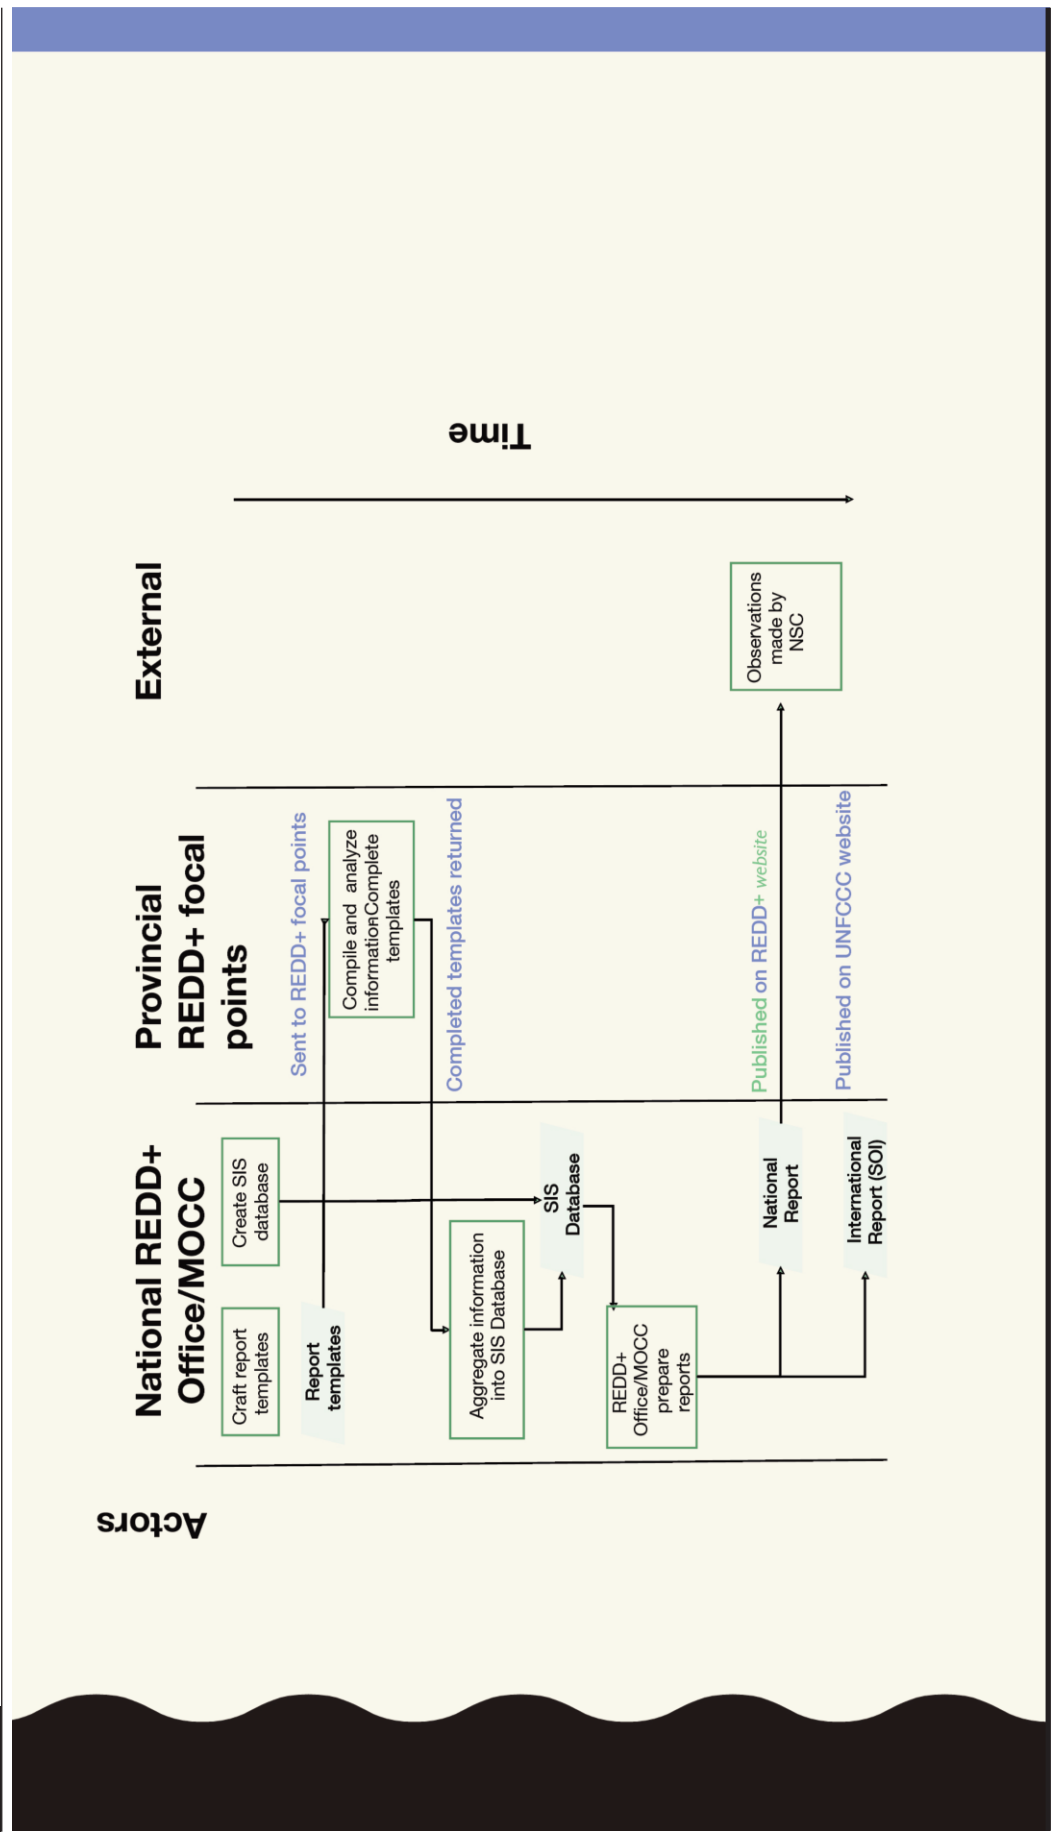 Actors
National REDD+
Office/MOCC
Provincial
REDD+ focal
points
External
Time
Craft report
templates
Create SIS
database
Sent to REDD+ focal points
Report
templates
Compile and  analyze
informationComplete
templates
Completed templates returned
Aggregate information
into SIS Database
SIS
Database
REDD+
Office/MOCC
prepare
reports
National
Report
Published on REDD+ website
Observations
made by
NSC
International
Report (SOI)
Published on UNFCCC website